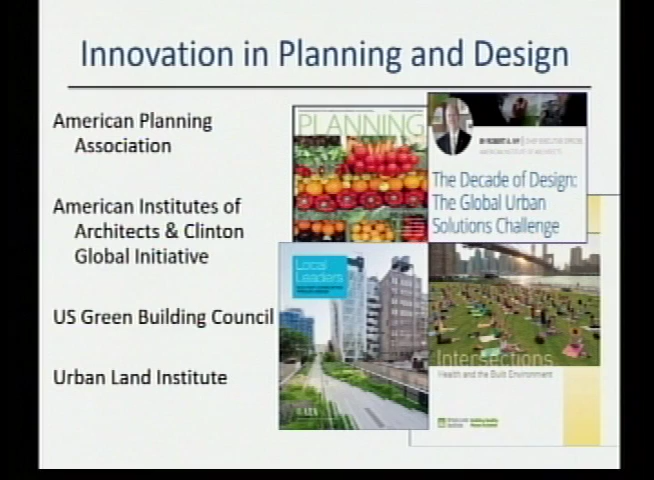 Innovation in Planning and Design
American Planning
Association
American Institutes of
Architects & Clinton
Global Initiative
US Green Building Council
Urban Land Institute
PLANNING
The Decade of Design:
The Global Urban
Solutions Challenge
Local
Leaders
Intersections
Health and the Built Environment